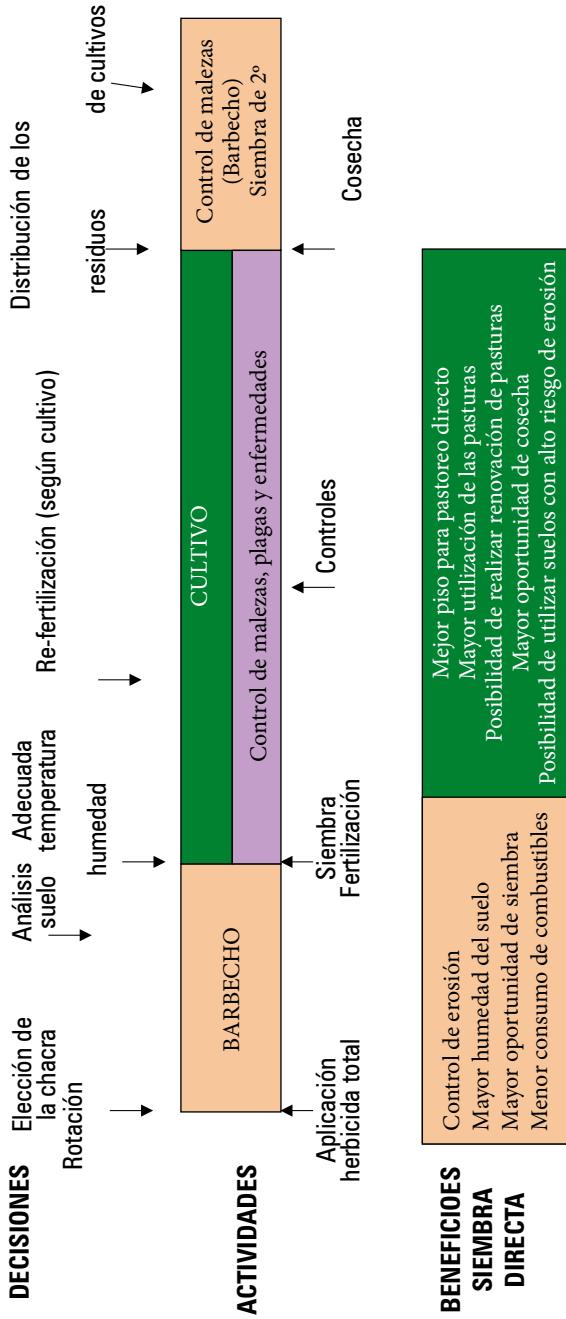 DECISIONES
Elección de
la chacra
Rotación
Análisis
suelo
Adecuada
temperatura
humedad
Re-fertilización (según cultivo)
Distribución de los
residuos
de cultivos
ACTIVIDADES
BARBECHO
CULTIVO
Control de malezas, plagas y enfermedades
Control de malezas
(Barbecho)
Siembra de 2º
Aplicación
herbicida total
Siembra
Fertilización
Controles
Cosecha
BENEFICIOES
SIEMBRA
DIRECTA
Control de erosión
Mayor humedad del suelo
Mayor oportunidad de siembra
Menor consumo de combustibles
Mejor piso para pastoreo directo
Mayor utilización de las pasturas
Posibilidad de realizar renovación de pasturas
Mayor oportunidad de cosecha
Posibilidad de utilizar suelos con alto riesgo de erosión